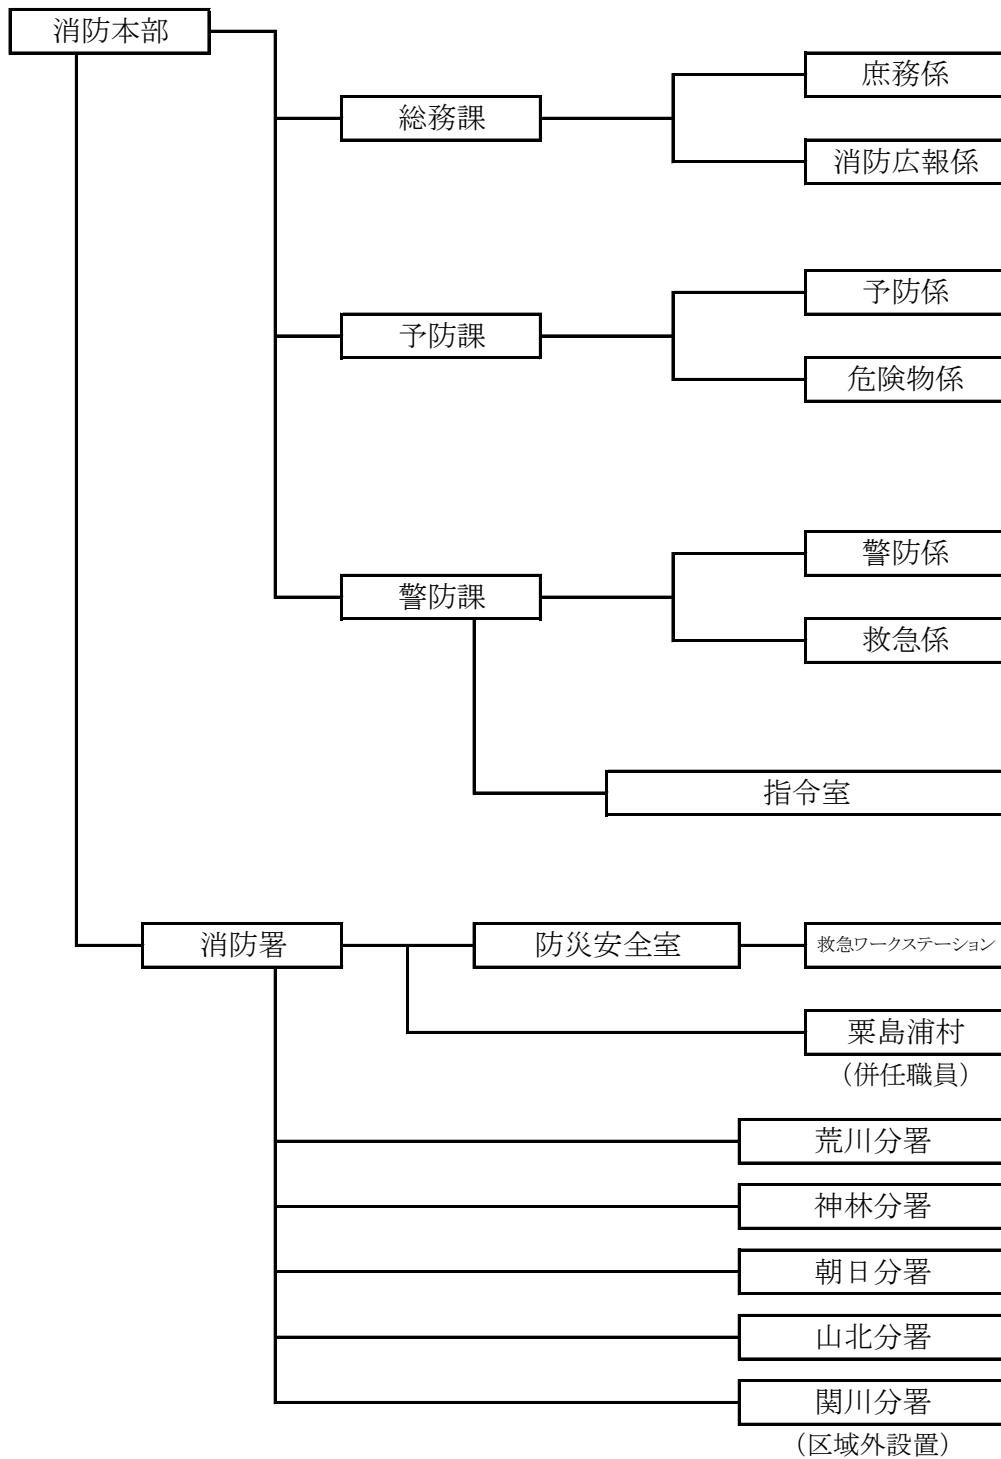 消防本部
庶務係
総務課
消防広報係
予防係
予防課
危険物係
警防係
警防課
救急係
指令室
消防署
防災安全室
救急ワークステーション
粟島浦村
（併任職員）
荒川分署
神林分署
朝日分署
山北分署
関川分署
（区域外設置）